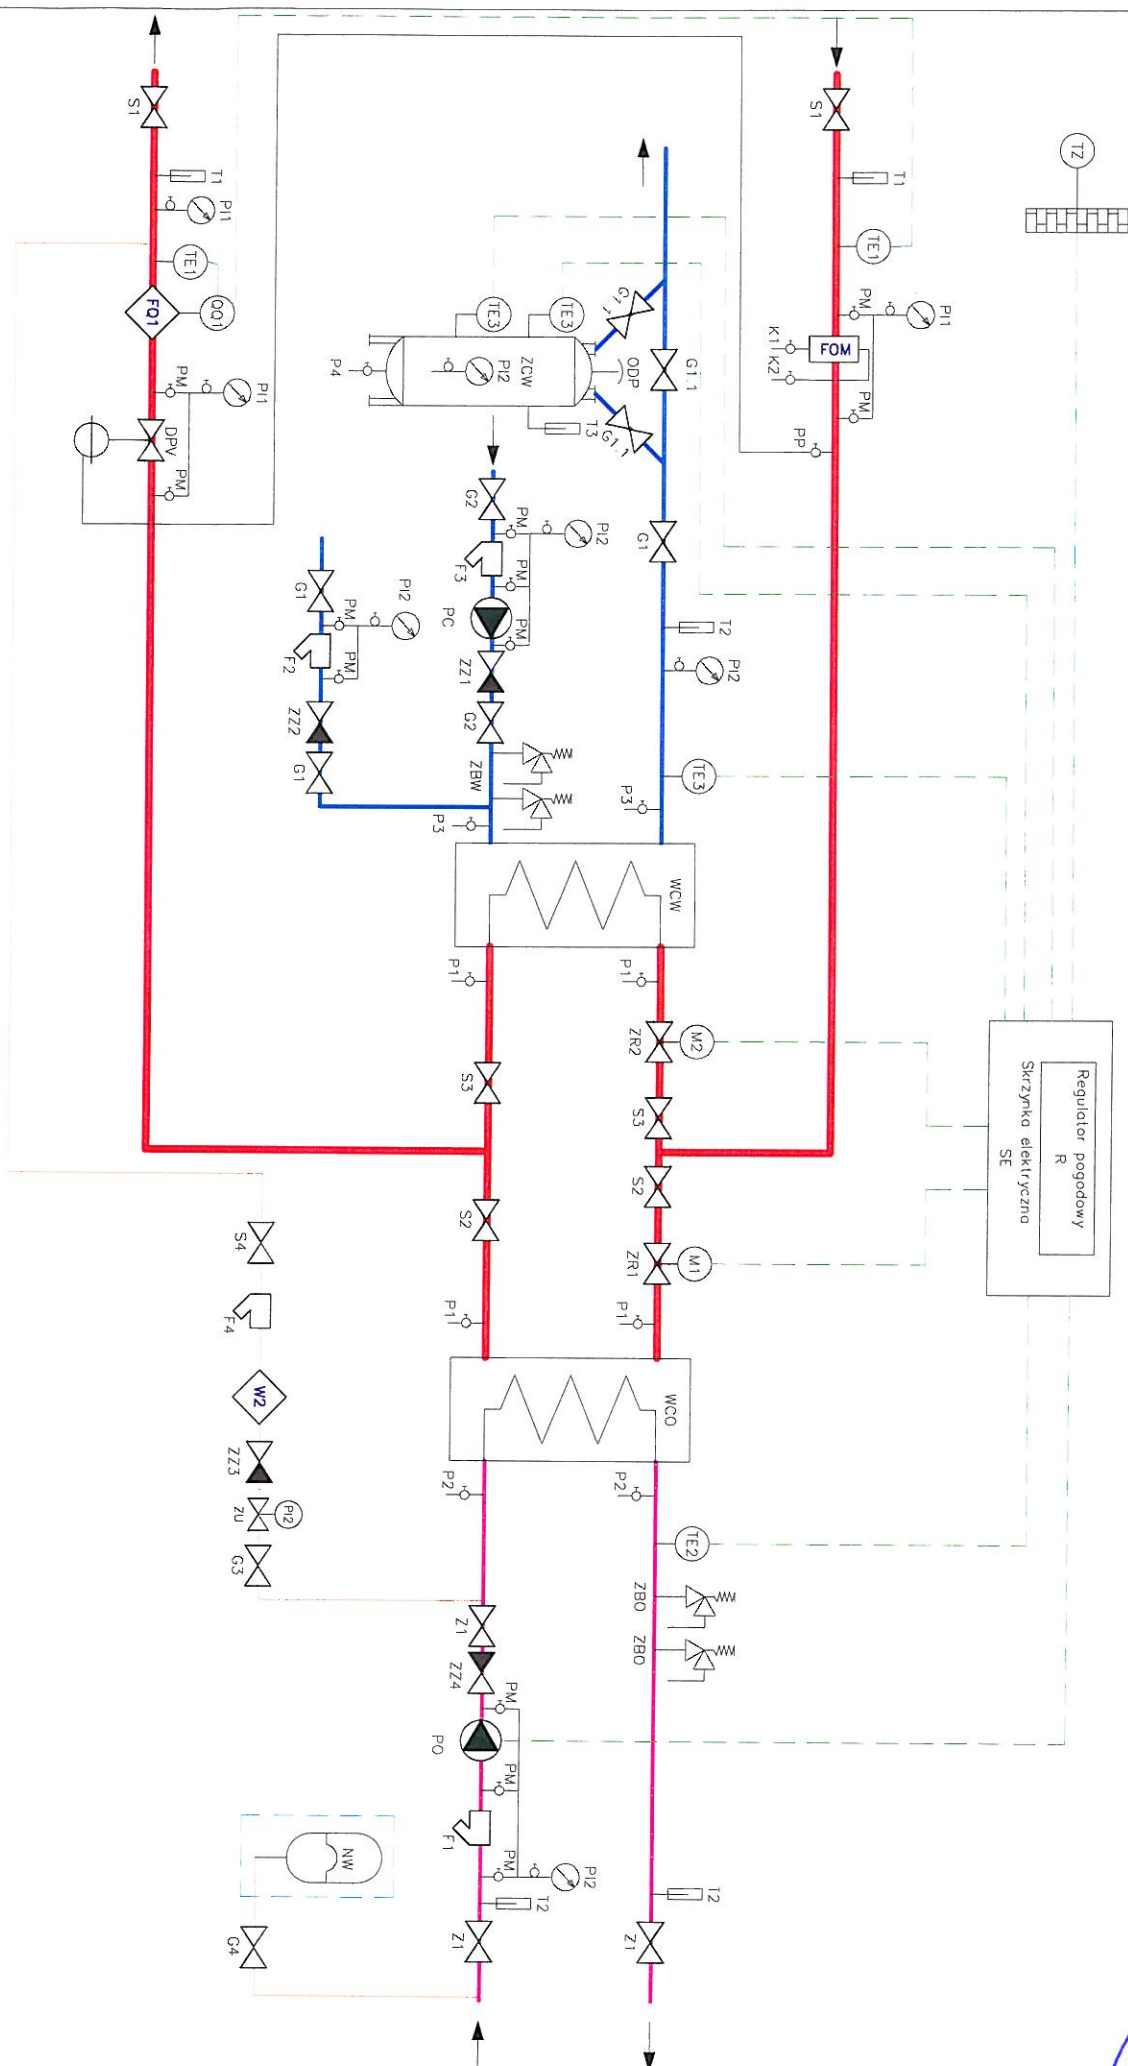 TZ
Regulator pogodowy
R
Skrzynka elektryczna
SE
PI1
T1
TE1
PM
PM
S1
FOM
K1
K2
PP
PI2
T2
TE3
M2
M1
TE2
T2
G1.1
G1
P3
WCW
P1
ZR2
S3
S2
ZR1
P1
WCO
P2
ZBO
ZBO
Z1
G1.1
ODP
G1.1
TE3
TE3
ZCW
PI2
T3
P4
PI2
PM
PM
PM
G2
F3
PC
ZZ1
G2
ZBW
P3
P1
S3
S2
P1
P2
Z1
ZZ4
PM
PO
PM
F1
PM
PI2
T2
Z1
PI2
PM
PM
G1
F2
ZZ2
G1
NW
G4
S4
F4
W2
ZZ3
PI2
ZU
G3
T1
PI1
TE1
QQ1
FQ1
PI1
PM
DPV
PM
S1